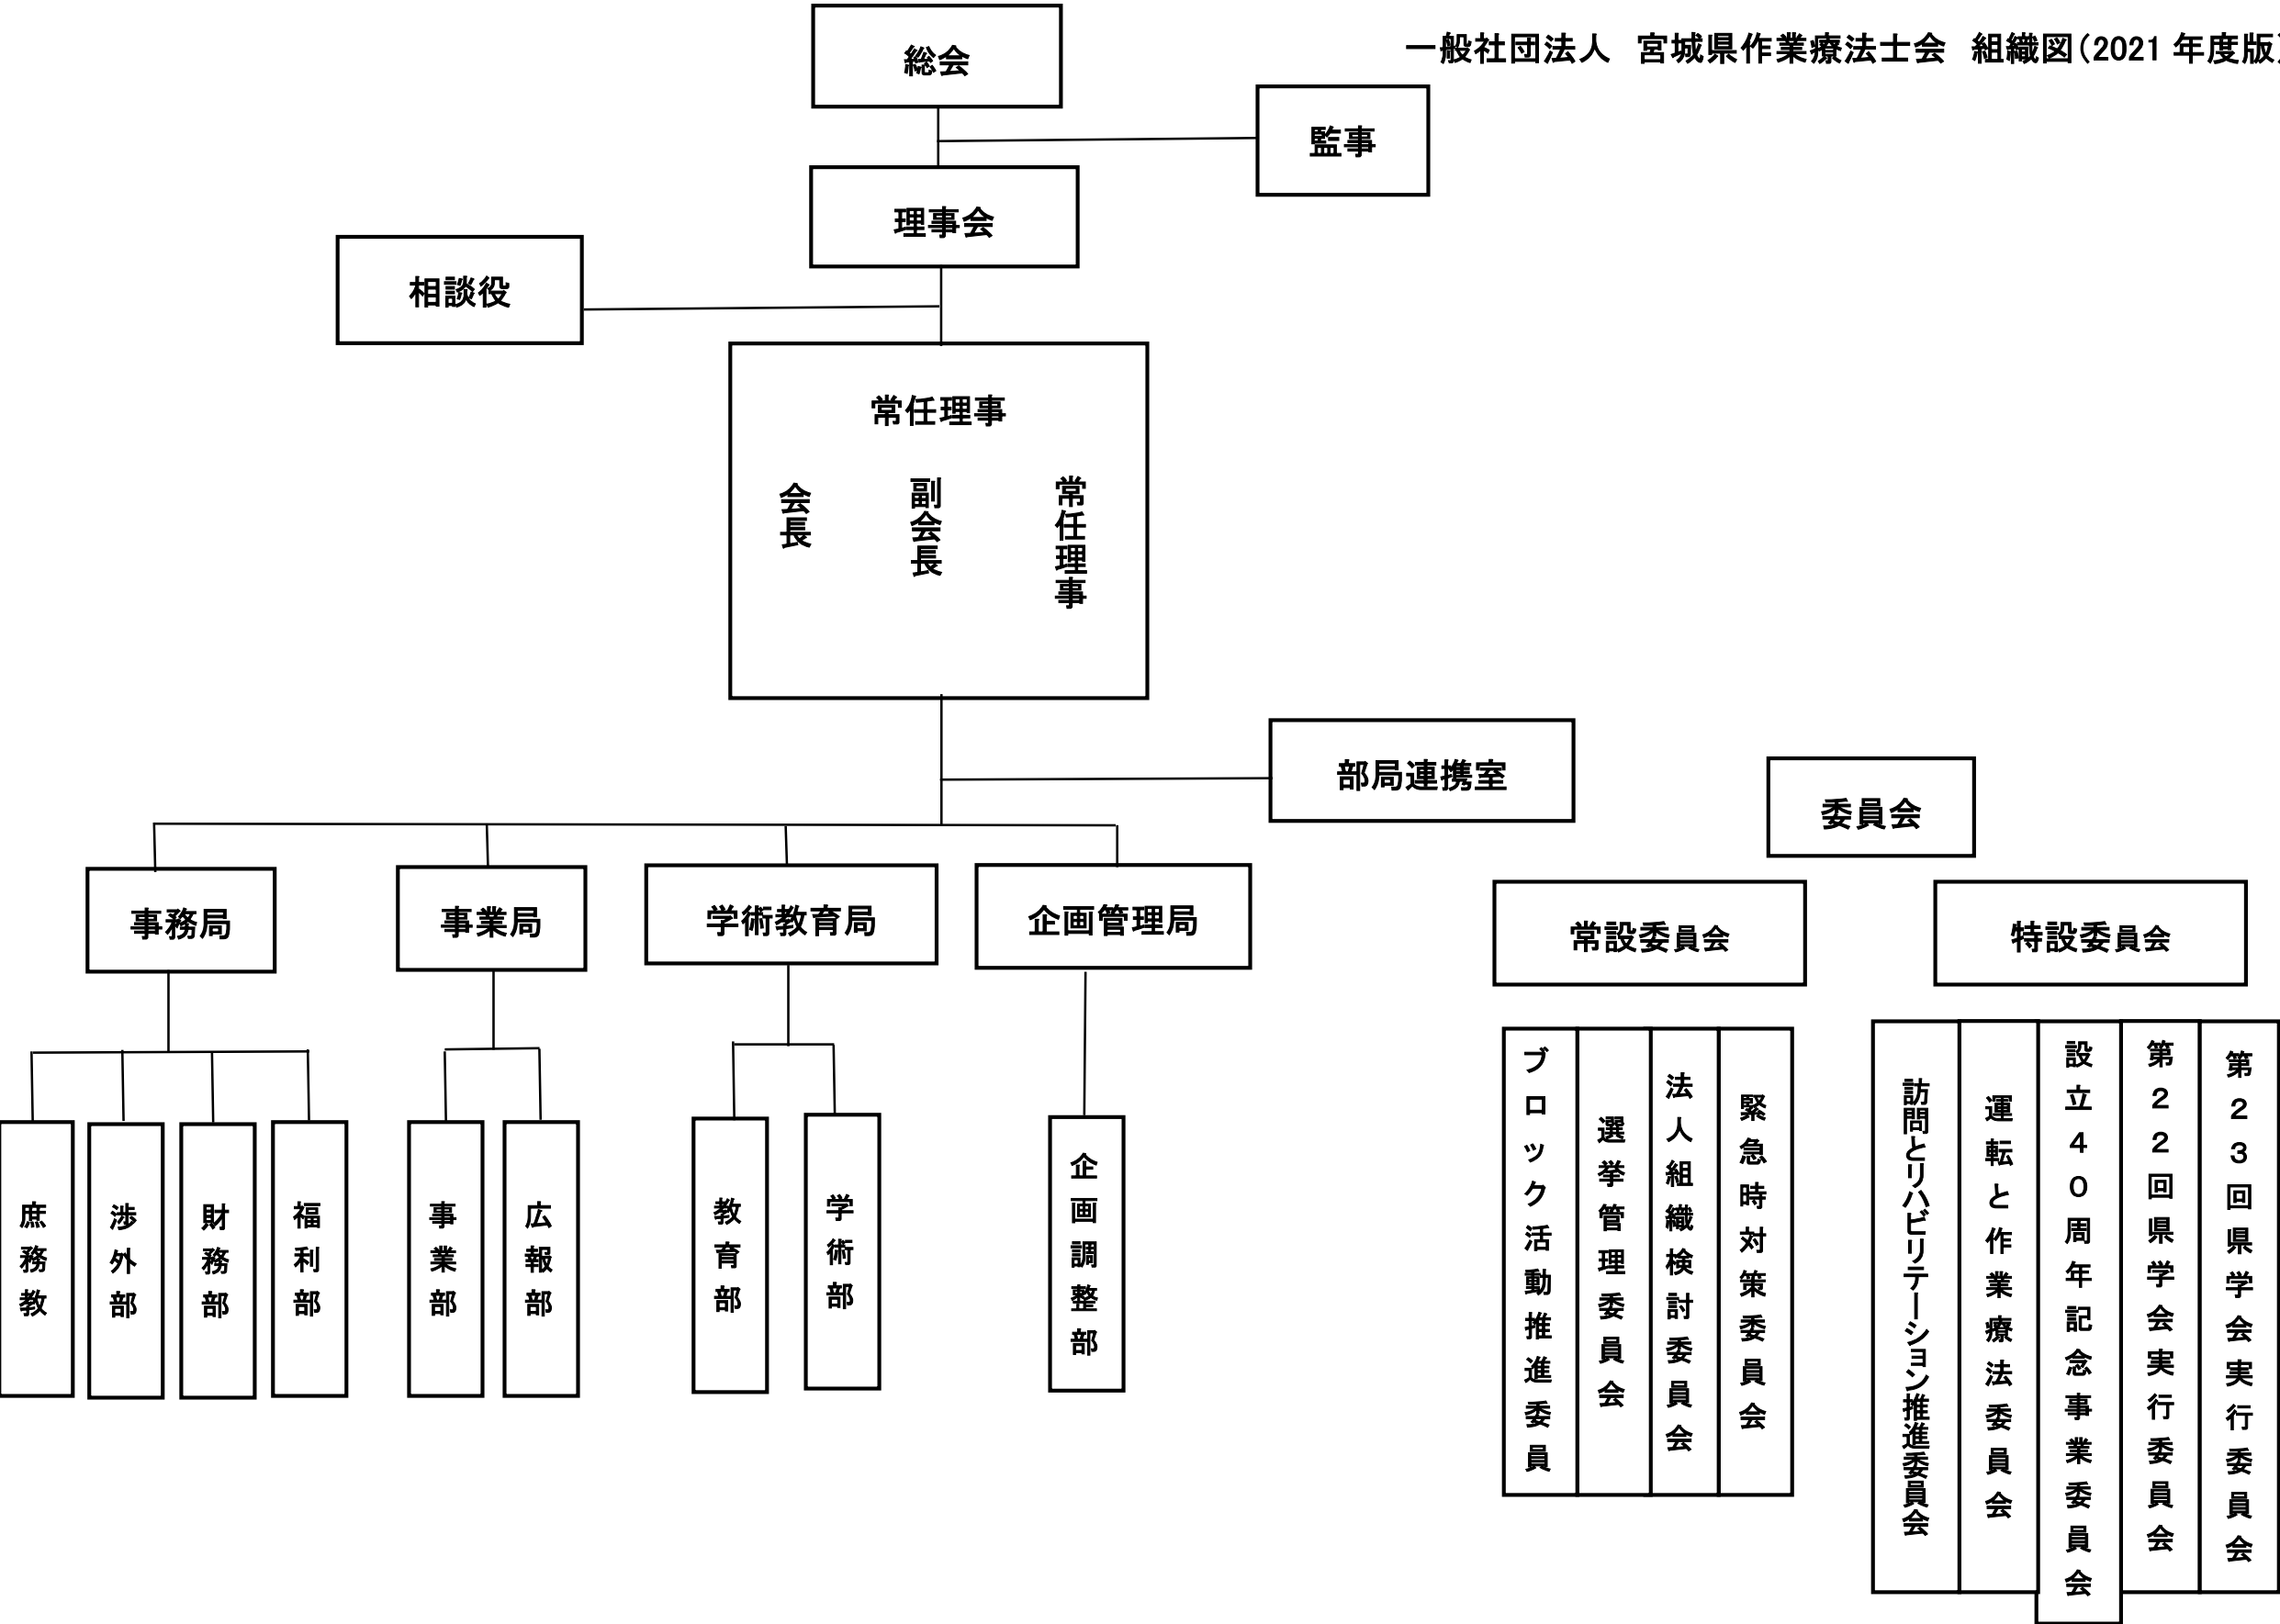 一般社団法人　宮城県作業療法士会　組織図(2021 年度版)
総会
監事
理事会
相談役
常任理事
会長
副会長
常任理事
部局連携室
委員会
事務局
事業局
学術教育局
企画管理局
常設委員会
特設委員会
庶務教
渉外部
財務部
福利部
事業部
広報部
教育部
学術部
企画調整部
ブロック活動推進委員
選挙管理委員会
法人組織検討委員会
緊急時対策委員会
訪問とリハビリテーション推進委員会
運転と作業療法委員会
設立４０周年記念事業委員会
第２２回県学会実行委員会
第２３回県学会実行委員会